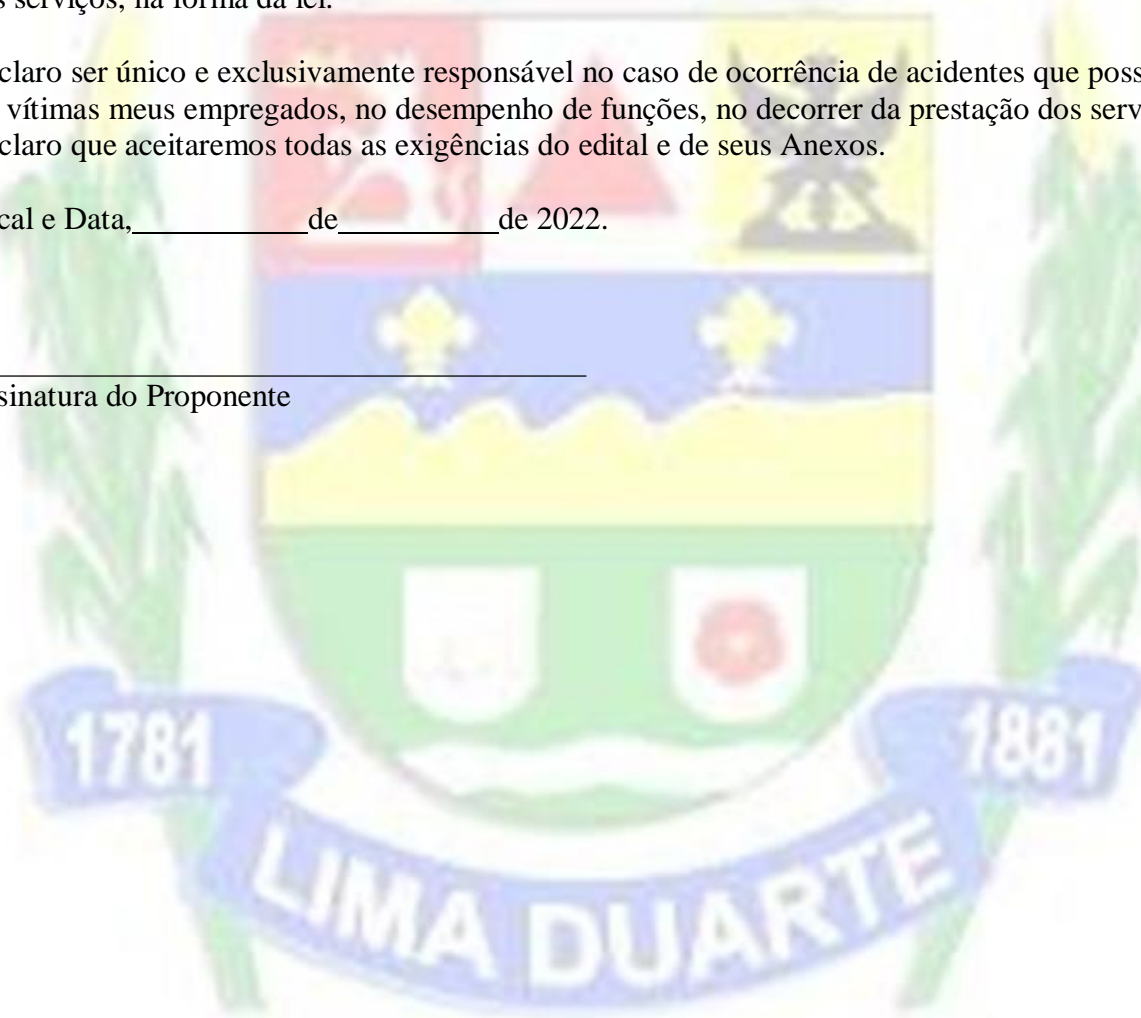 s serviços, na forma da lei.
claro ser único e exclusivamente responsável no caso de ocorrência de acidentes que poss
vítimas meus empregados, no desempenho de funções, no decorrer da prestação dos serv
claro que aceitaremos todas as exigências do edital e de seus Anexos.
cal e Data,__________de__________de 2022.
sinatura do Proponente
1781
1881
LIMA DUARTE